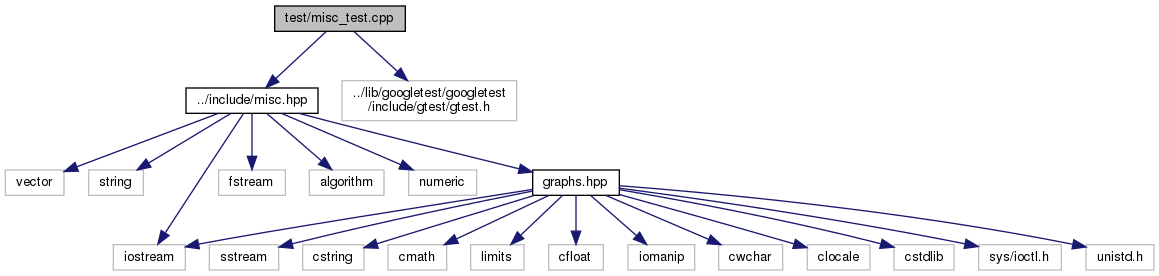 test/misc_test.cpp
../include/misc.hpp
../lib/googletest/googletest
/include/gtest/gtest.h
vector
string
fstream
algorithm
numeric
graphs.hpp
iostream
sstream
cstring
cmath
limits
cfloat
iomanip
cwchar
clocale
cstdlib
sys/ioctl.h
unistd.h